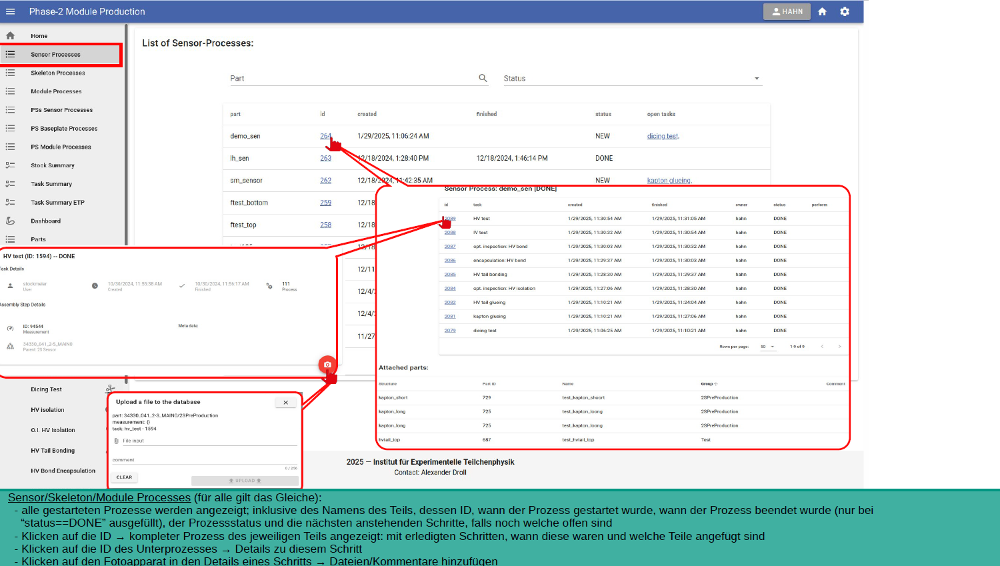 Phase-2 Module Production
HAHN
Home
Sensor Processes
Skeleton Processes
Module Processes
PSs Sensor Processes
PS Baseplate Processes
PS Module Processes
Stock Summary
Task Summary
Task Summary ETP
Dashboard
Parts
List of Sensor-Processes:
Part
Status
part id created finished status open tasks
demo_sen 264 1/29/2025, 11:06:24 AM NEW dicing test,
lh_sen 263 12/18/2024, 1:28:40 PM 12/18/2024, 1:46:14 PM DONE
sm_sensor 262 12/18/2024, 11:42:35 AM NEW kapton glueing,
ftest_bottom 259 12/18
ftest_top 258 12/18
12/18
12/11
12/4/
12/4/
11/27
Sensor Process: demo_sen [DONE]
id task created finished owner status perform
2089 HV test 1/29/2025, 11:30:54 AM 1/29/2025, 11:31:05 AM hahn DONE
2088 IV test 1/29/2025, 11:30:32 AM 1/29/2025, 11:30:54 AM hahn DONE
2087 opt. inspection: HV bond 1/29/2025, 11:30:03 AM 1/29/2025, 11:30:32 AM hahn DONE
2086 encapsulation: HV bond 1/29/2025, 11:29:37 AM 1/29/2025, 11:30:03 AM hahn DONE
2085 HV tail bonding 1/29/2025, 11:28:30 AM 1/29/2025, 11:29:37 AM hahn DONE
2084 opt. inspection: HV isolation 1/29/2025, 11:27:06 AM 1/29/2025, 11:28:30 AM hahn DONE
2082 HV tail glueing 1/29/2025, 11:10:21 AM 1/29/2025, 11:24:04 AM hahn DONE
2081 kapton glueing 1/29/2025, 11:10:21 AM 1/29/2025, 11:27:06 AM hahn DONE
2079 dicing test 1/29/2025, 11:06:25 AM 1/29/2025, 11:10:21 AM hahn DONE
Rows per page: 50 1-9 of 9
Attached parts:
Structure Part ID Name Group Comment
kapton_short 729 test_kapton_shoort 2SPreProduction
kapton_long 725 test_kapton_loong 2SPreProduction
kapton_long 725 test_kapton_loong 2SPreProduction
hvtail_top 687 test_hvtail_top Test
HV test (ID: 1594) -- DONE
Task Details
stockmeier 10/30/2024, 11:55:38 AM 10/30/2024, 11:56:17 AM 111
User Created Finished Process
Assembly Step Details
ID: 94544 Meta data:
Measurement
34330_041_2-S_MAIN0
Parent: 2S Sensor
Dicing Test
HV isolation
O.I. HV Isolation
HV Tail Bonding
HV Bond Encapsulation
Upload a file to the database
part: 34330_041_2-S_MAIN0/2SPreProduction
measurement: {}
task: hv_test - 1594
File input
comment
0 / 256
CLEAR
UPLOAD
2025 — Institut für Experimentelle Teilchenphysik
Contact: Alexander Droll
Sensor/Skeleton/Module Processes (für alle gilt das Gleiche):
- alle gestarteten Prozesse werden angezeigt; inklusive des Namens des Teils, dessen ID, wann der Prozess gestartet wurde, wann der Prozess beendet wurde (nur bei
“status==DONE” ausgefüllt), der Prozessstatus und die nächsten anstehenden Schritte, falls noch welche offen sind
- Klicken auf die ID → kompleter Prozess des jeweiligen Teils angezeigt: mit erledigten Schritten, wann diese waren und welche Teile angefügt sind
- Klicken auf die ID des Unterprozesses → Details zu diesem Schritt
- Klicken auf den Fotoapparat in den Details eines Schritts → Dateien/Kommentare hinzufügen